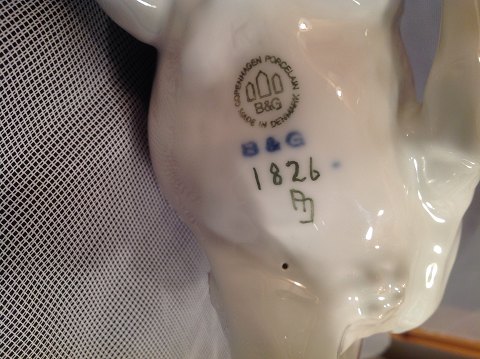 COPENHAGEN PORCELAIN
B&G
MADE IN DENMARK
B & G
1826